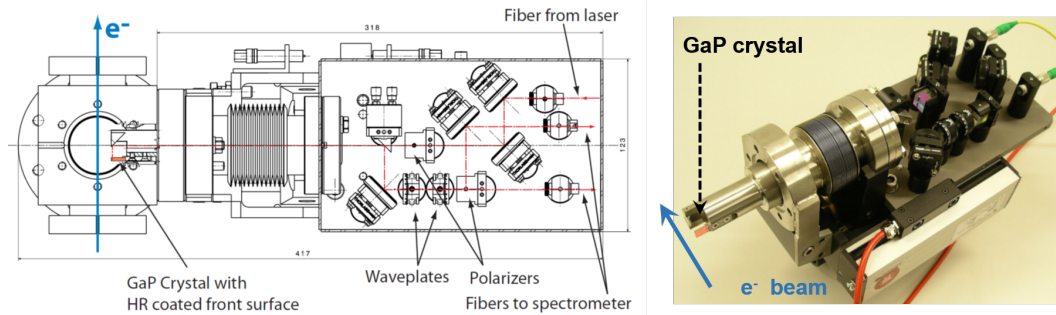 e-
318
Fiber from laser
123
417
GaP Crystal with
HR coated front surface
Waveplates
Polarizers
Fibers to spectrometer
GaP crystal
e- beam